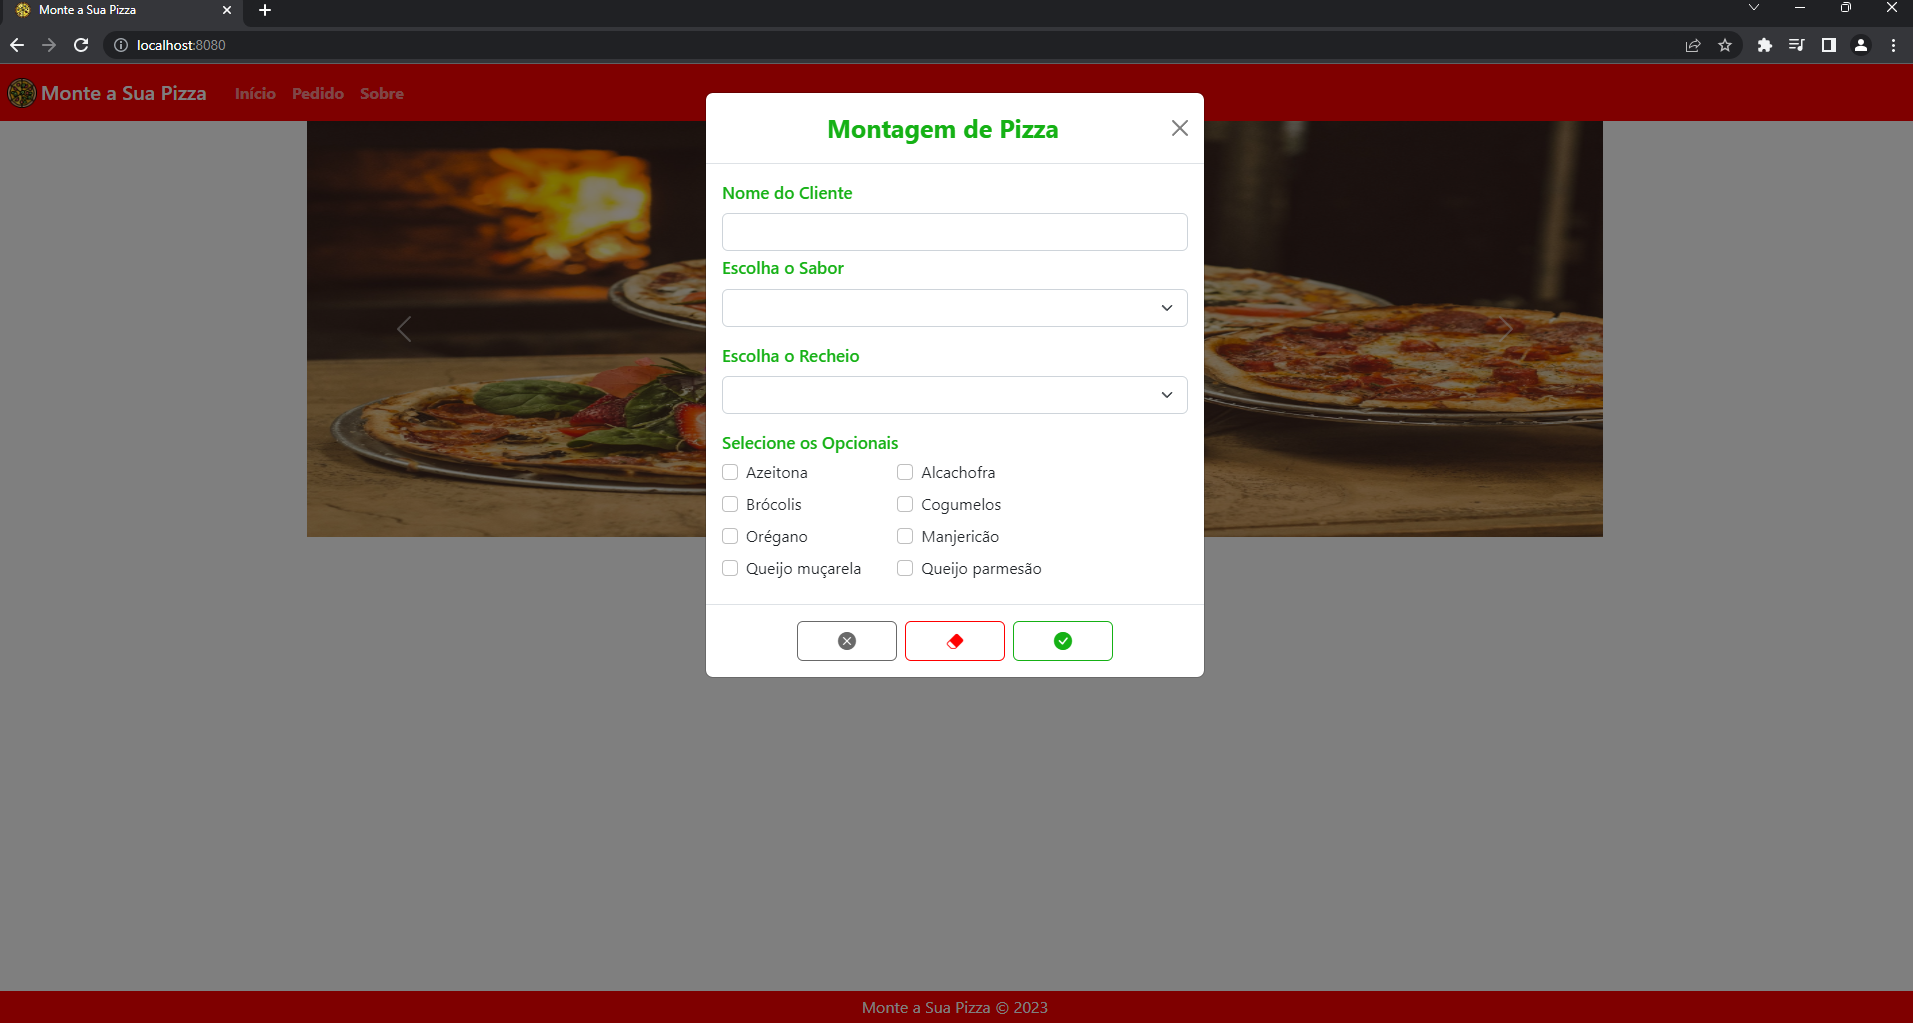 Monte a Sua Pizza
localhost:8080
Monte a Sua Pizza Início Pedido Sobre
Montagem de Pizza
Nome do Cliente
Escolha o Sabor
Escolha o Recheio
Selecione os Opcionais
Azeitona Alcachofra
Brócolis Cogumelos
Orégano Manjericão
Queijo muçarela Queijo parmesão
Monte a Sua Pizza © 2023